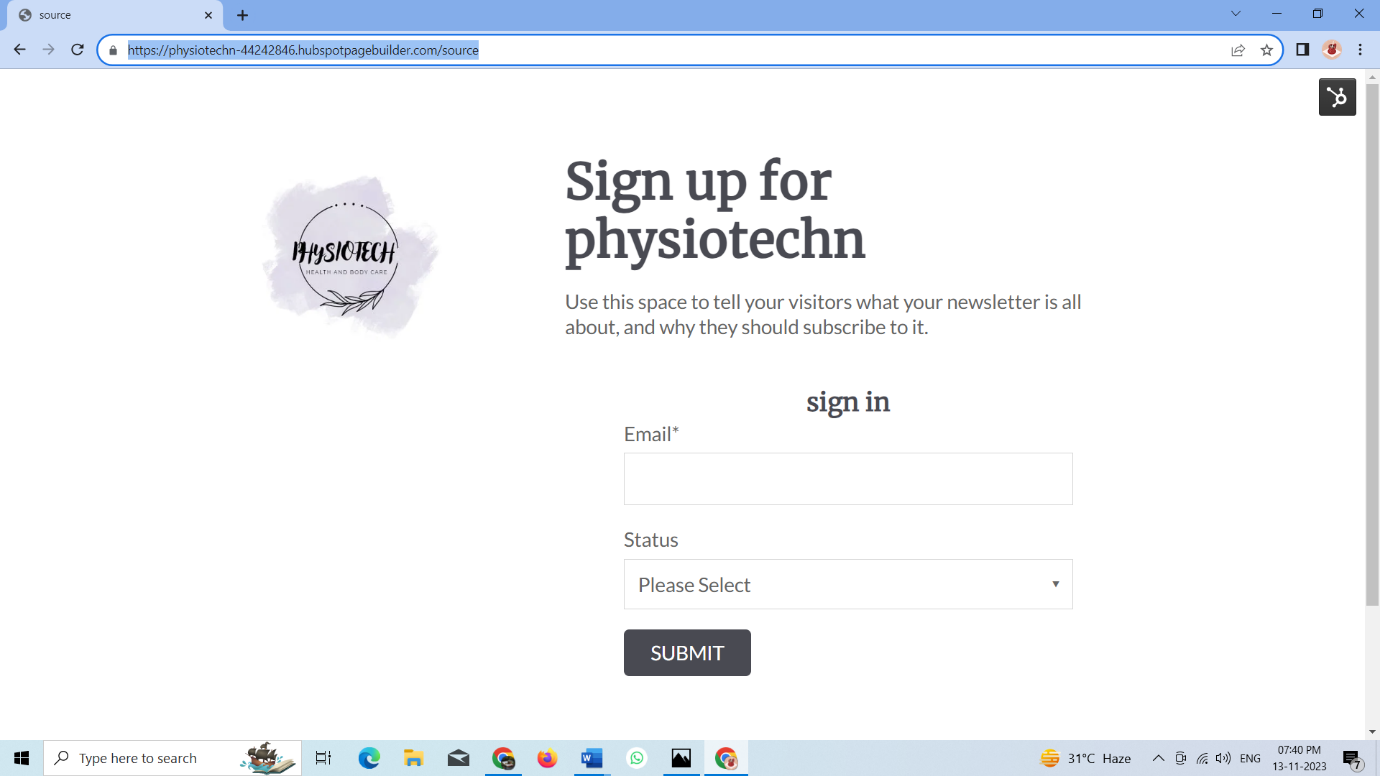 source
https://physiotechn-44242846.hubspotpagebuilder.com/source
PHYSIOTECH
HEALTH AND BODY CARE
Sign up for
physiotechn
Use this space to tell your visitors what your newsletter is all
about, and why they should subscribe to it.
sign in
Email*
Status
Please Select
SUBMIT
Type here to search
31°C Haze
ENG
07:40 PM
13-11-2023
7